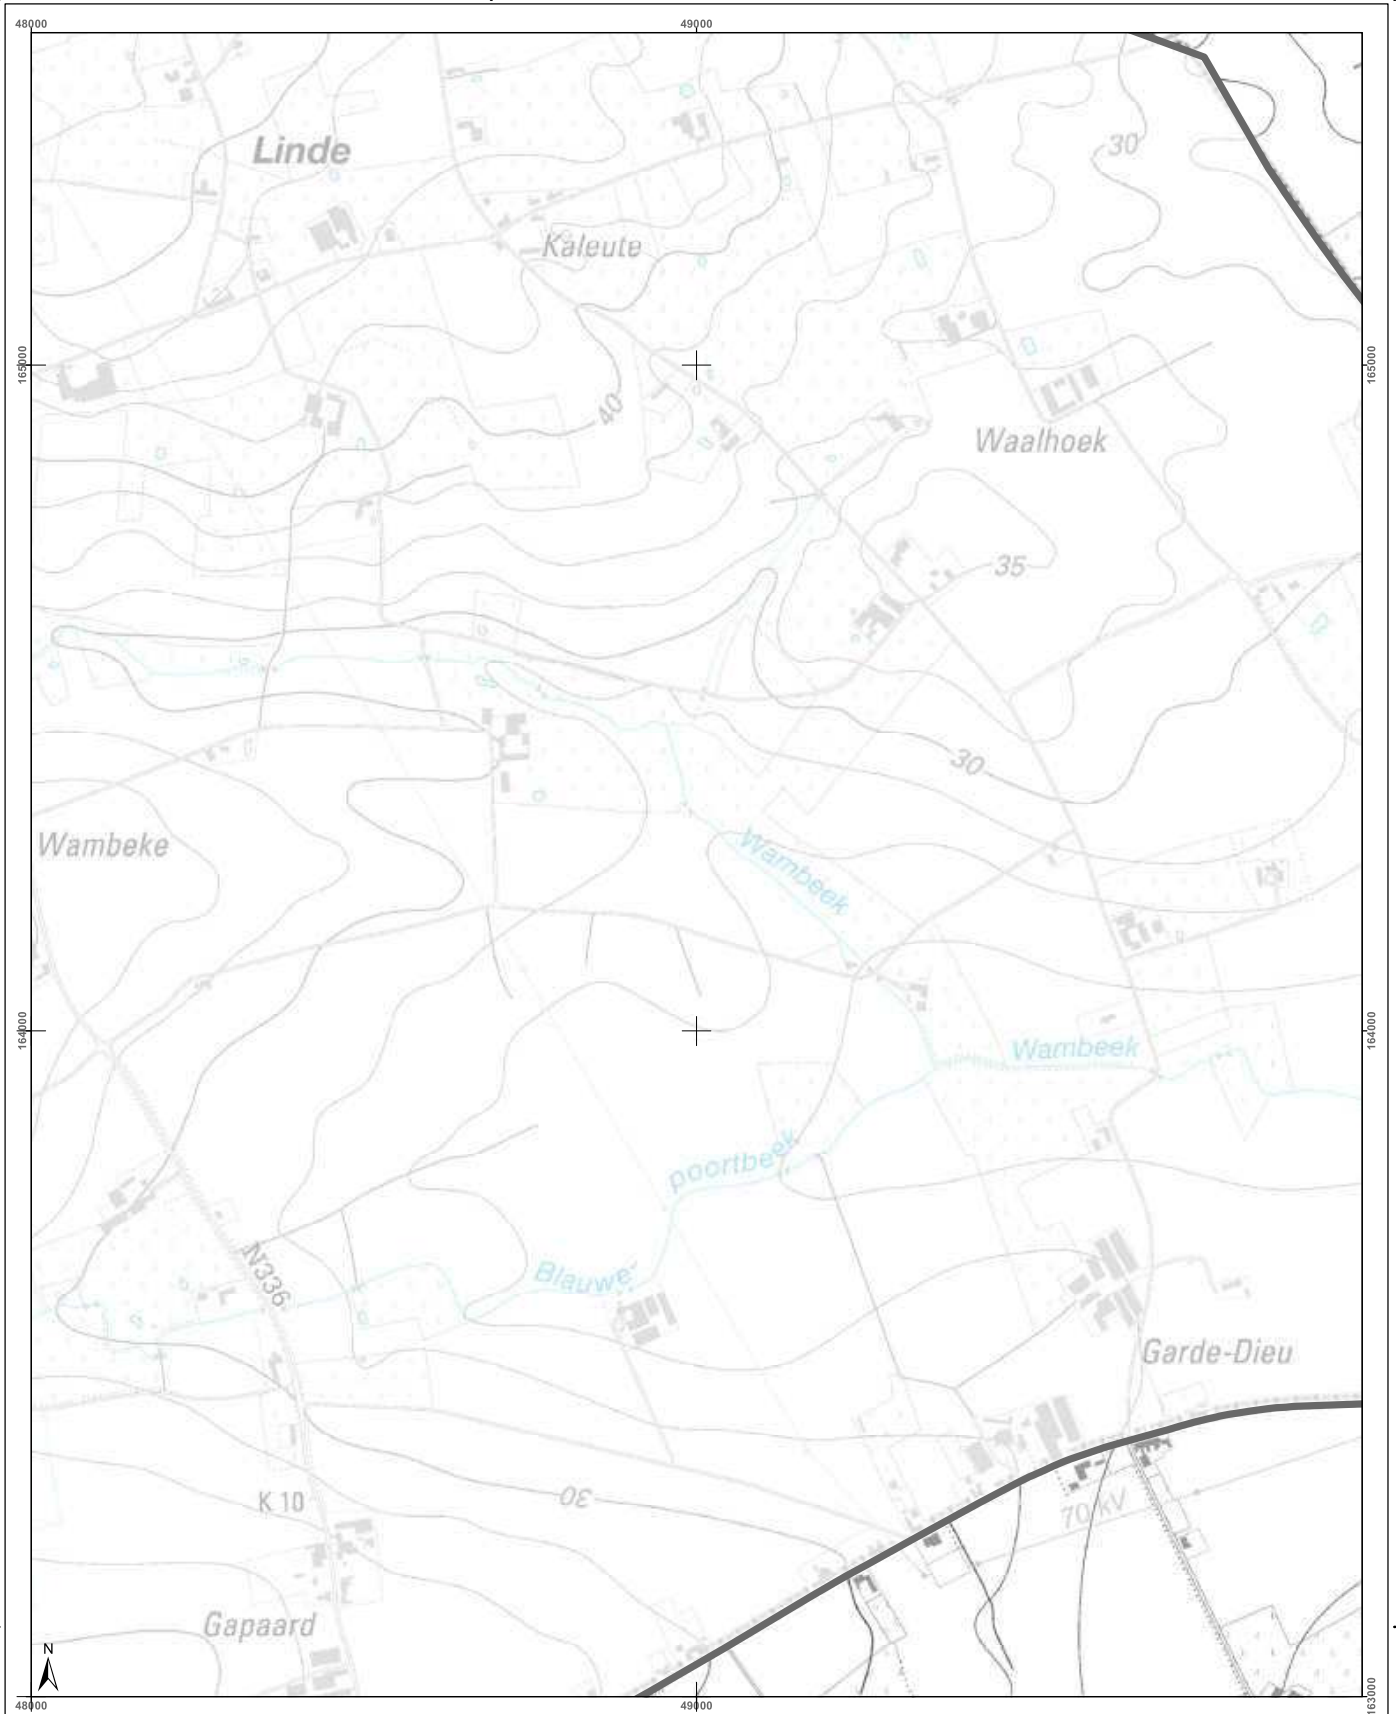 48000
49000
30
Linde
Kaleute
165000
165000
40
Waalhoek
35
30
Wambeke
Wambeek
164000
164000
Wambeek
poortbeek
N336
Blauwe-
Garde-Dieu
K 10
30
70 kV
Gapaard
N
48000
49000
163000